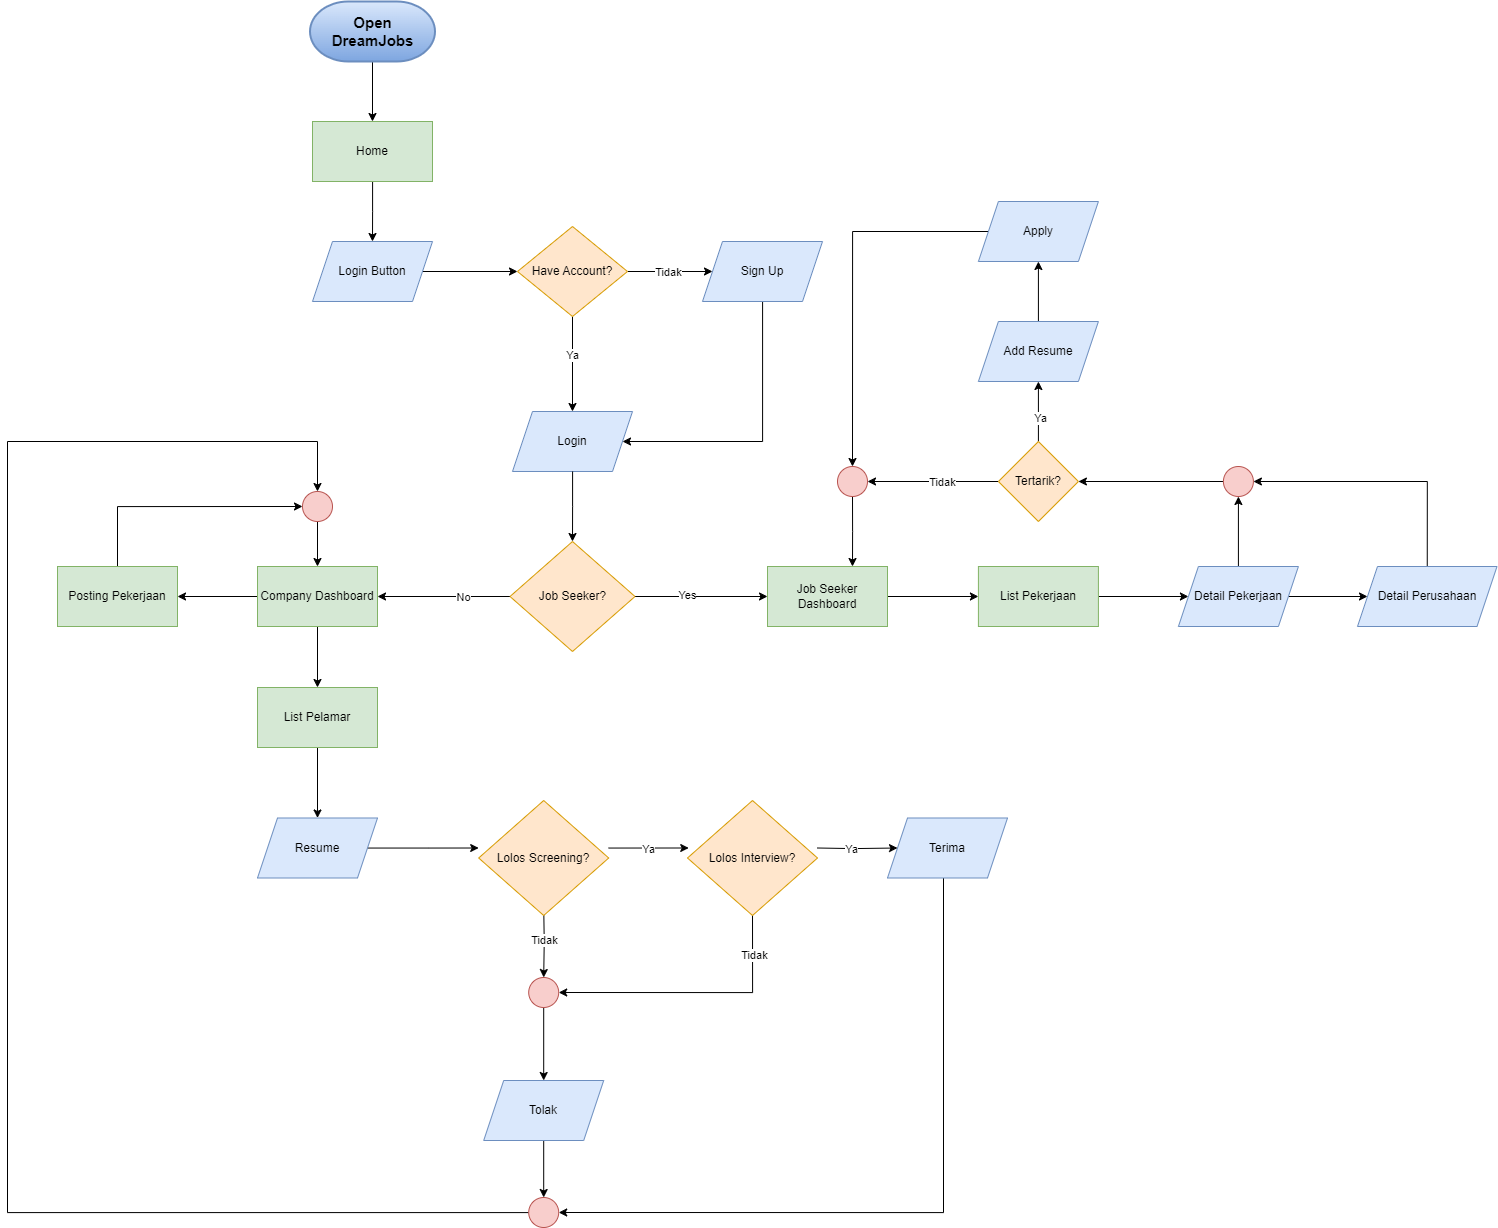 Open
DreamJobs
Home
Login Button
Have Account?
Tidak
Sign Up
Ya
Login
Apply
Add Resume
Ya
Tertarik?
Tidak
Posting Pekerjaan
Company Dashboard
No
Job Seeker?
Yes
Job Seeker
Dashboard
List Pekerjaan
Detail Pekerjaan
Detail Perusahaan
List Pelamar
Resume
Lolos Screening?
Ya
Lolos Interview?
Ya
Terima
Tidak
Tidak
Tolak